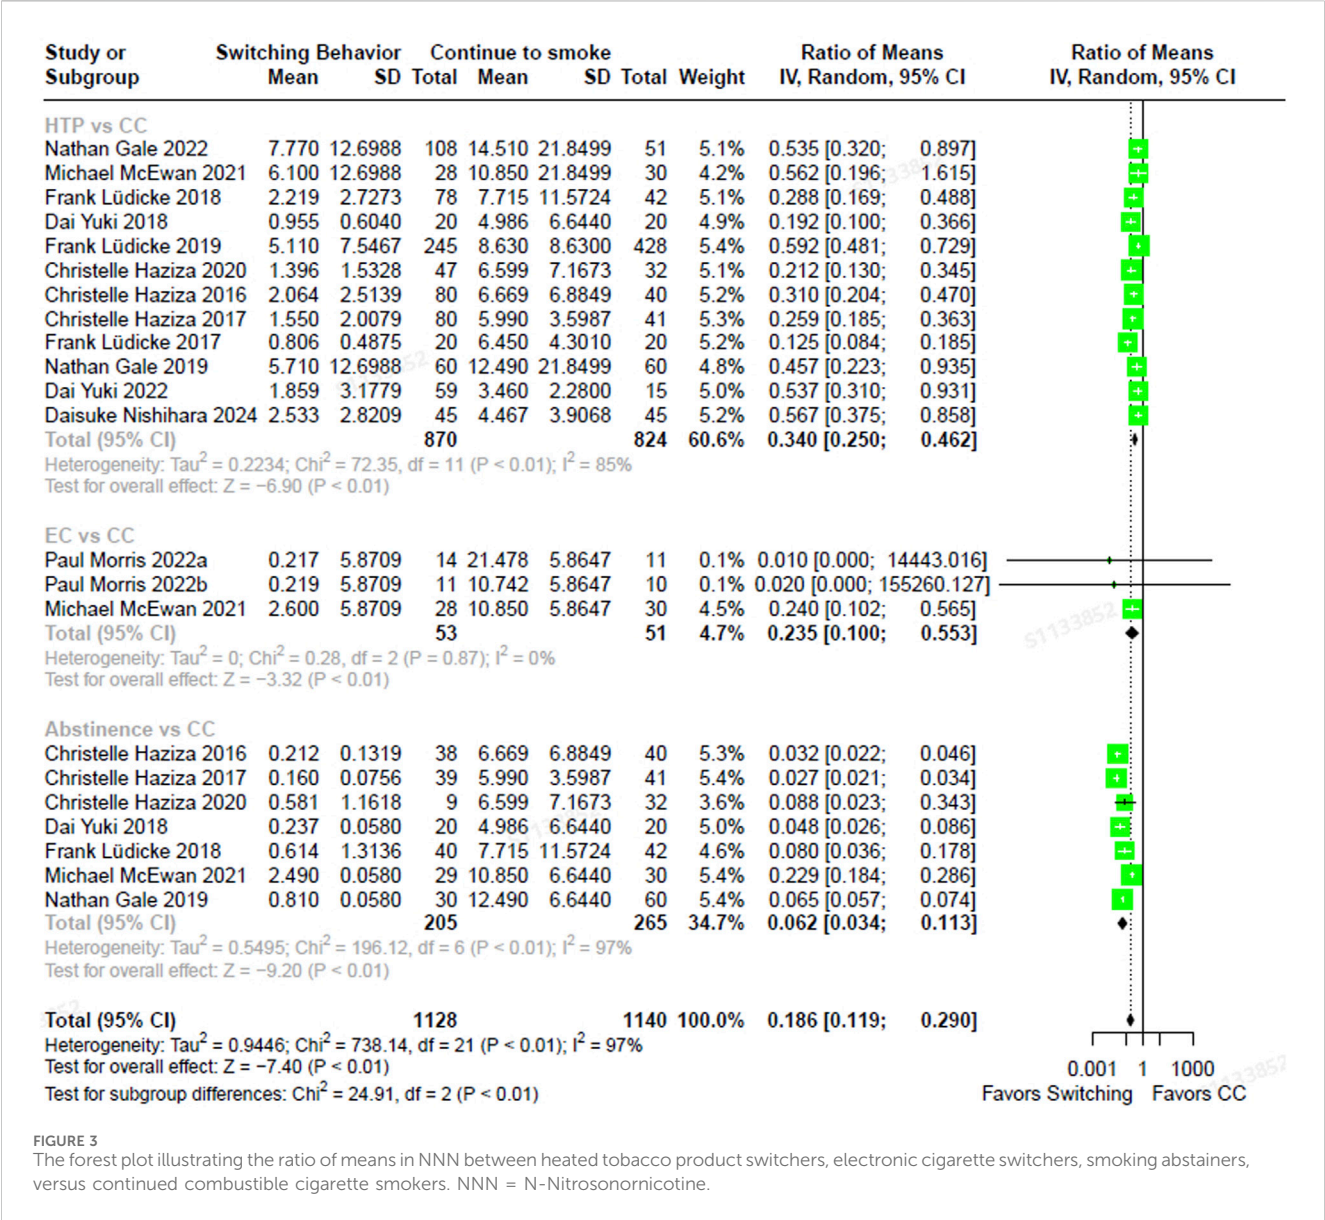 Study or Switching Behavior Continue to smoke Ratio of Means Ratio of Means
Subgroup Mean SD Total Mean SD Total Weight IV, Random, 95% CI IV, Random, 95% CI
HTP vs CC
Nathan Gale 2022 7.770 12.6988 108 14.510 21.8499 51 5.1% 0.535 [0.320; 0.897]
Michael McEwan 2021 6.100 12.6988 28 10.850 21.8499 30 4.2% 0.562 [0.196; 1.615]
Frank Lüdicke 2018 2.219 2.7273 78 7.715 11.5724 42 5.1% 0.288 [0.169; 0.488]
Dai Yuki 2018 0.955 0.6040 20 4.986 6.6440 20 4.9% 0.192 [0.100; 0.366]
Frank Lüdicke 2019 5.110 7.5467 245 8.630 8.6300 428 5.4% 0.592 [0.481; 0.729]
Christelle Haziza 2020 1.396 1.5328 47 6.599 7.1673 32 5.1% 0.212 [0.130; 0.345]
Christelle Haziza 2016 2.064 2.5139 80 6.669 6.8849 40 5.2% 0.310 [0.204; 0.470]
Christelle Haziza 2017 1.550 2.0079 80 5.990 3.5987 41 5.3% 0.259 [0.185; 0.363]
Frank Lüdicke 2017 0.806 0.4875 20 6.450 4.3010 20 5.2% 0.125 [0.084; 0.185]
Nathan Gale 2019 5.710 12.6988 60 12.490 21.8499 60 4.8% 0.457 [0.223; 0.935]
Dai Yuki 2022 1.859 3.1779 59 3.460 2.2800 15 5.0% 0.537 [0.310; 0.931]
Daisuke Nishihara 2024 2.533 2.8209 45 4.467 3.9068 45 5.2% 0.567 [0.375; 0.858]
Total (95% CI) 870 824 60.6% 0.340 [0.250; 0.462]
Heterogeneity: Tau² = 0.2234; Chi² = 72.35, df = 11 (P < 0.01); I² = 85%
Test for overall effect: Z = −6.90 (P < 0.01)
EC vs CC
Paul Morris 2022a 0.217 5.8709 14 21.478 5.8647 11 0.1% 0.010 [0.000; 14443.016]
Paul Morris 2022b 0.219 5.8709 11 10.742 5.8647 10 0.1% 0.020 [0.000; 155260.127]
Michael McEwan 2021 2.600 5.8709 28 10.850 5.8647 30 4.5% 0.240 [0.102; 0.565]
Total (95% CI) 53 51 4.7% 0.235 [0.100; 0.553]
Heterogeneity: Tau² = 0; Chi² = 0.28, df = 2 (P = 0.87); I² = 0%
Test for overall effect: Z = −3.32 (P < 0.01)
S1133852
Abstinence vs CC
Christelle Haziza 2016 0.212 0.1319 38 6.669 6.8849 40 5.3% 0.032 [0.022; 0.046]
Christelle Haziza 2017 0.160 0.0756 39 5.990 3.5987 41 5.4% 0.027 [0.021; 0.034]
Christelle Haziza 2020 0.581 1.1618 9 6.599 7.1673 32 3.6% 0.088 [0.023; 0.343]
Dai Yuki 2018 0.237 0.0580 20 4.986 6.6440 20 5.0% 0.048 [0.026; 0.086]
Frank Lüdicke 2018 0.614 1.3136 40 7.715 11.5724 42 4.6% 0.080 [0.036; 0.178]
Michael McEwan 2021 2.490 0.0580 29 10.850 6.6440 30 5.4% 0.229 [0.184; 0.286]
Nathan Gale 2019 0.810 0.0580 30 12.490 6.6440 60 5.4% 0.065 [0.057; 0.074]
Total (95% CI) 205 265 34.7% 0.062 [0.034; 0.113]
Heterogeneity: Tau² = 0.5495; Chi² = 196.12, df = 6 (P < 0.01); I² = 97%
Test for overall effect: Z = −9.20 (P < 0.01)
Total (95% CI) 1128 1140 100.0% 0.186 [0.119; 0.290]
Heterogeneity: Tau² = 0.9446; Chi² = 738.14, df = 21 (P < 0.01); I² = 97%
Test for overall effect: Z = −7.40 (P < 0.01)
0.001 1 1000
Test for subgroup differences: Chi² = 24.91, df = 2 (P < 0.01) Favors Switching Favors CC
FIGURE 3
The forest plot illustrating the ratio of means in NNN between heated tobacco product switchers, electronic cigarette switchers, smoking abstainers,
versus continued combustible cigarette smokers. NNN = N-Nitrosonornicotine.